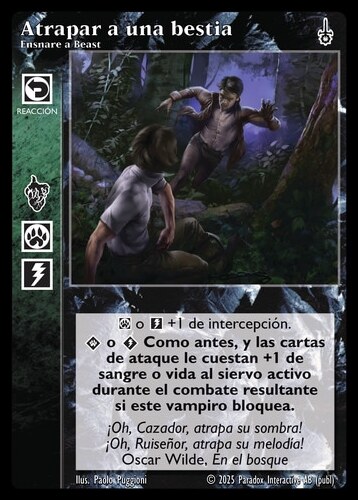 Atrapar a una bestia
Ensnare a Beast
REACCIÓN
o +1 de intercepción.
o Como antes, y las cartas
de ataque le cuestan +1 de
sangre o vida al siervo activo
durante el combate resultante
si este vampiro bloquea.
¡Oh, Cazador, atrapa su sombra!
¡Oh, Ruiseñor, atrapa su melodía!
Oscar Wilde, En el bosque
Ilus. Paolo Puggioni © 2025 Paradox Interactive AB (publ)